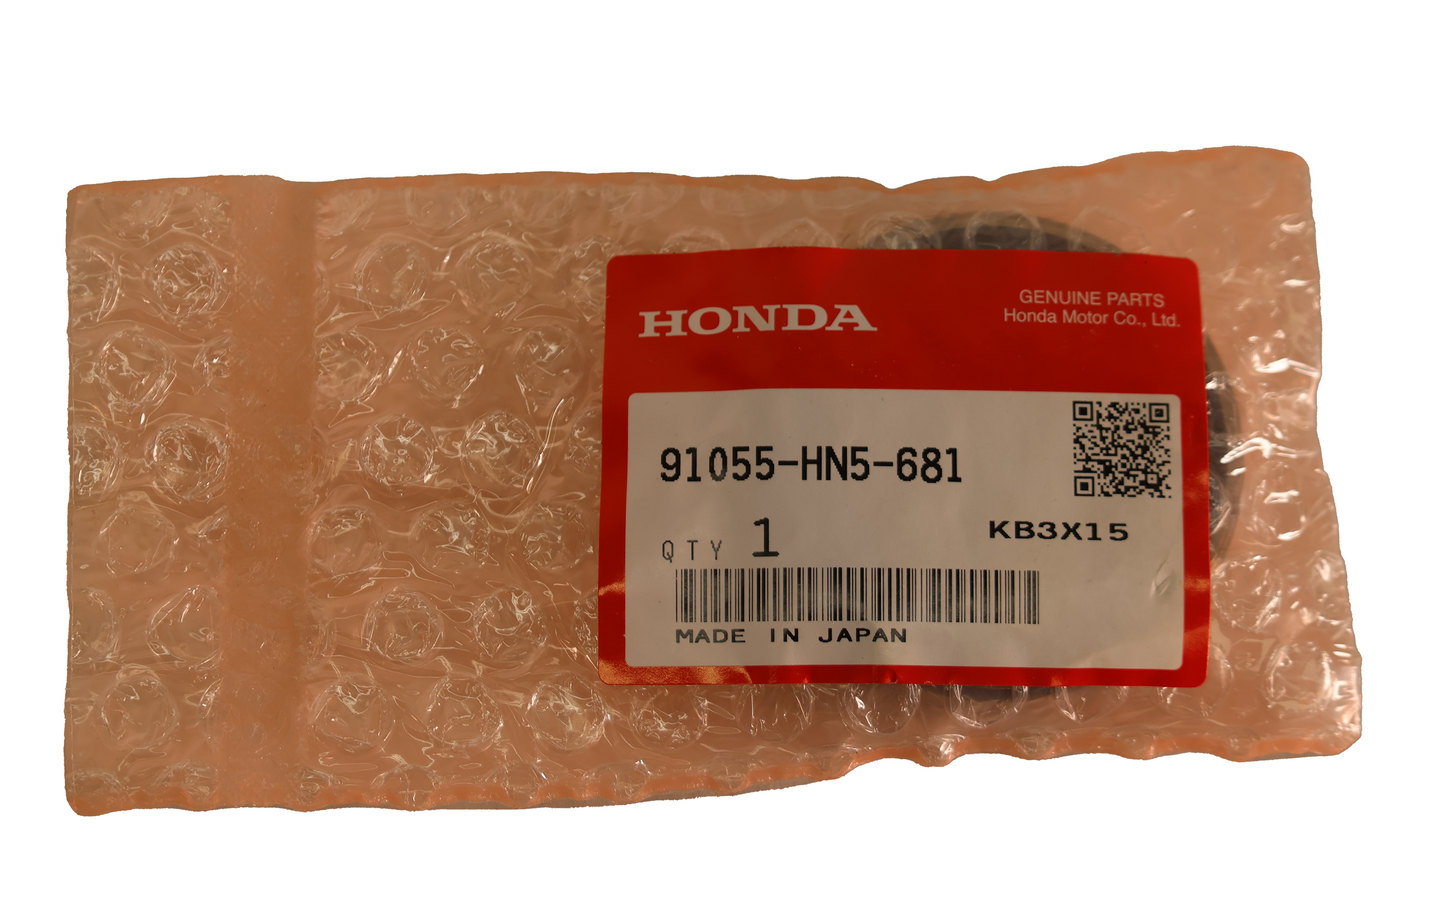 HONDA
GENUINE PARTS
Honda Motor Co., Ltd.
91055-HN5-681
KB3X15
QTY 1
MADE IN JAPAN